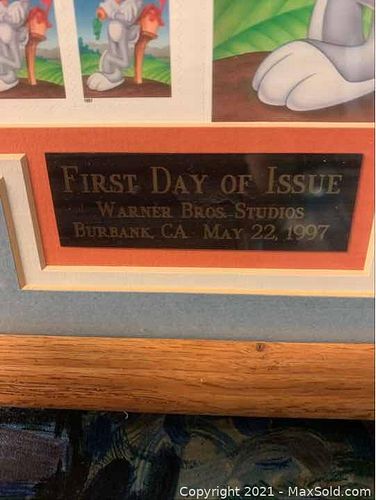 FIRST DAY OF ISSUE
WARNER BROS. STUDIOS
BURBANK, CA MAY 22, 1997
Copyright 2021 - MaxSold.com